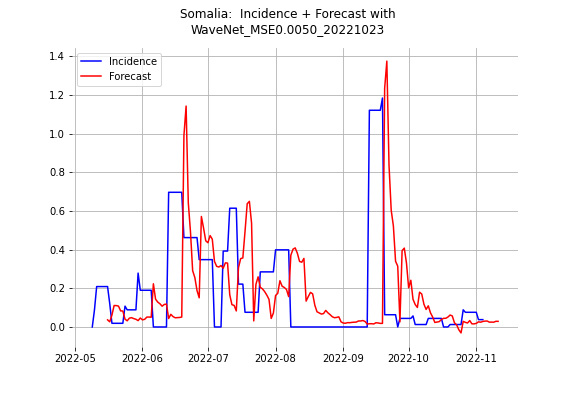 Somalia:  Incidence + Forecast with
WaveNet_MSE0.0050_20221023
Incidence
Forecast
1.4
1.2
1.0
0.8
0.6
0.4
0.2
0.0
2022-05 2022-06 2022-07 2022-08 2022-09 2022-10 2022-11